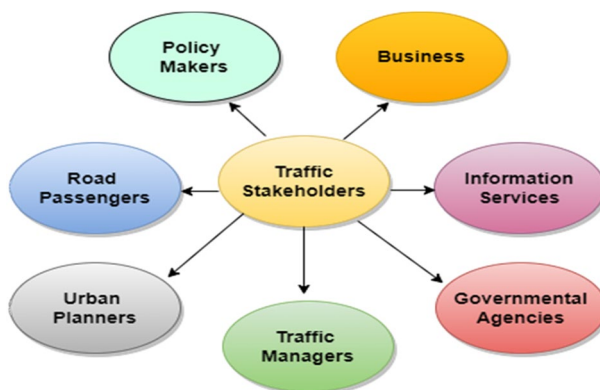 Policy
Makers
Business
Road
Passengers
Traffic
Stakeholders
Information
Services
Urban
Planners
Traffic
Managers
Governmental
Agencies